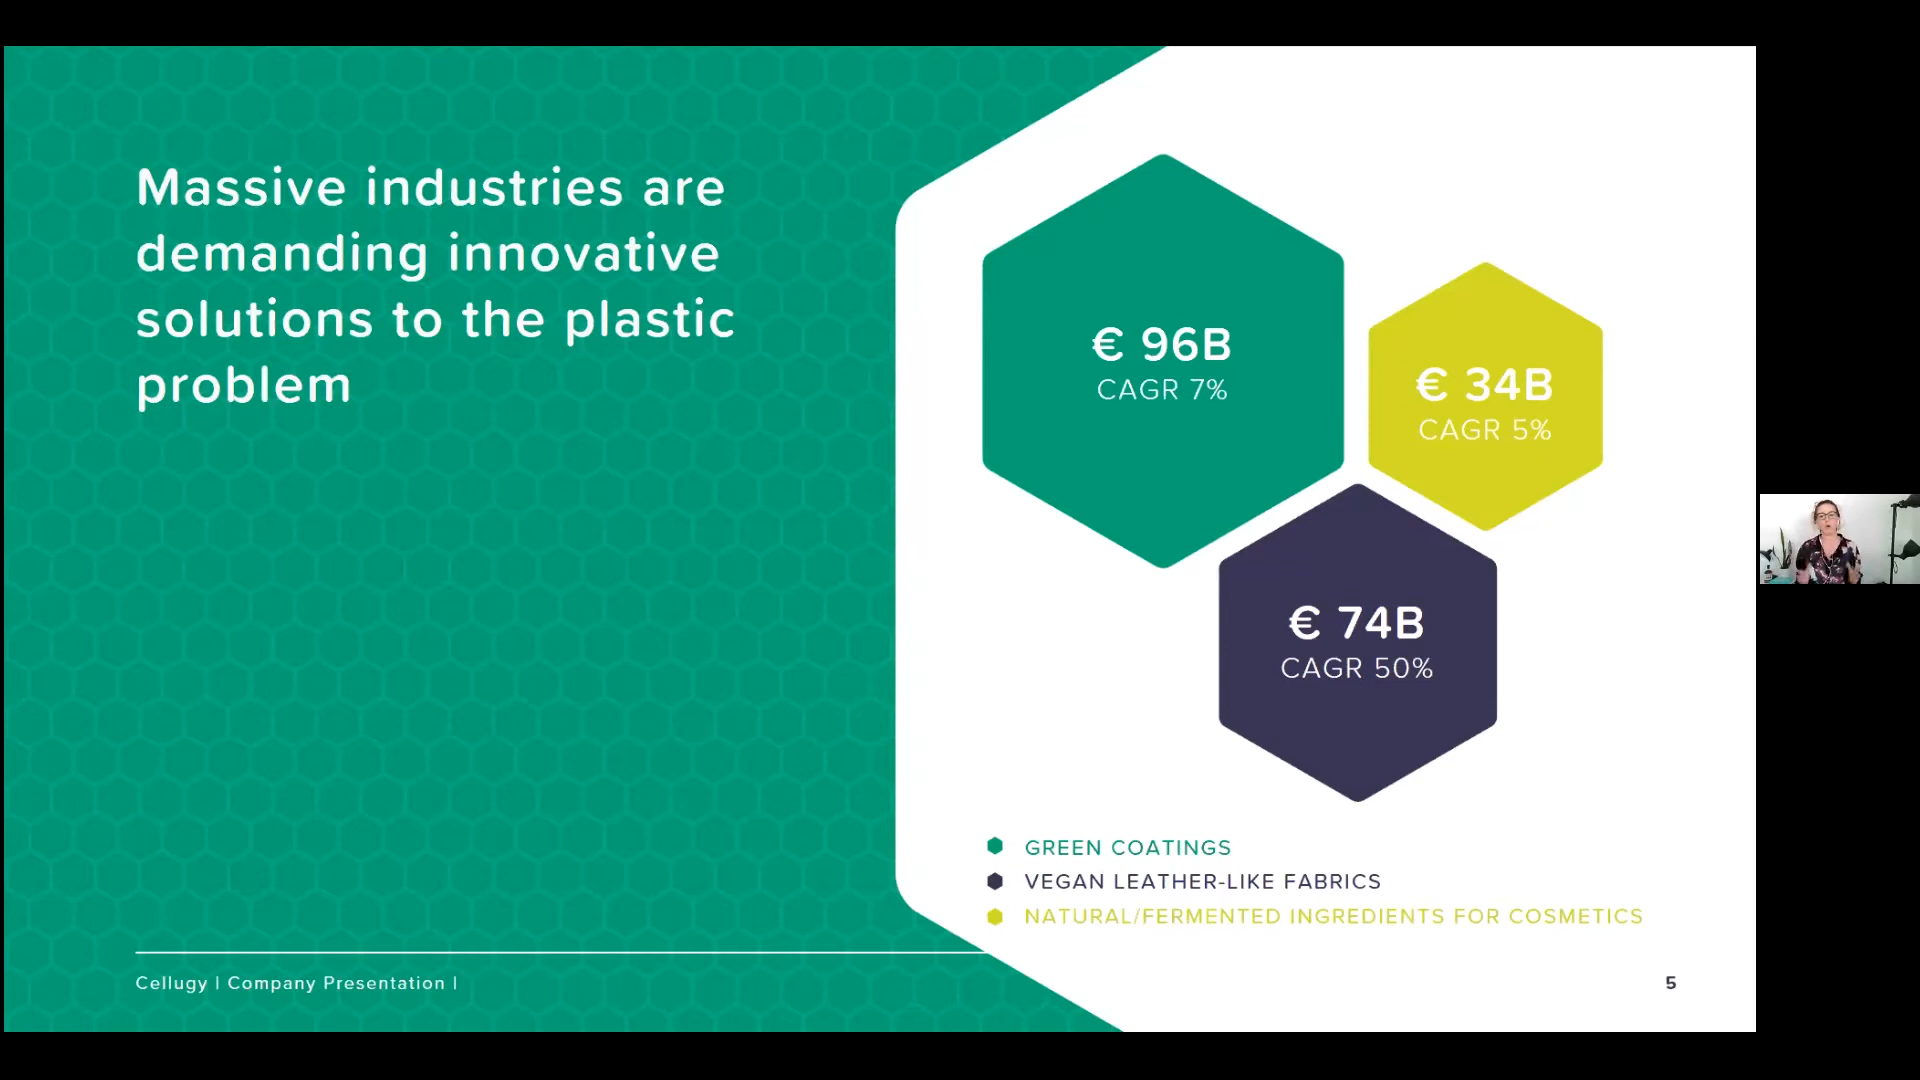 Massive industries are
demanding innovative
solutions to the plastic
problem
€ 96B
CAGR 7%
€ 34B
CAGR 5%
€ 74B
CAGR 50%
GREEN COATINGS
VEGAN LEATHER-LIKE FABRICS
NATURAL/FERMENTED INGREDIENTS FOR COSMETICS
Cellugy | Company Presentation |
5